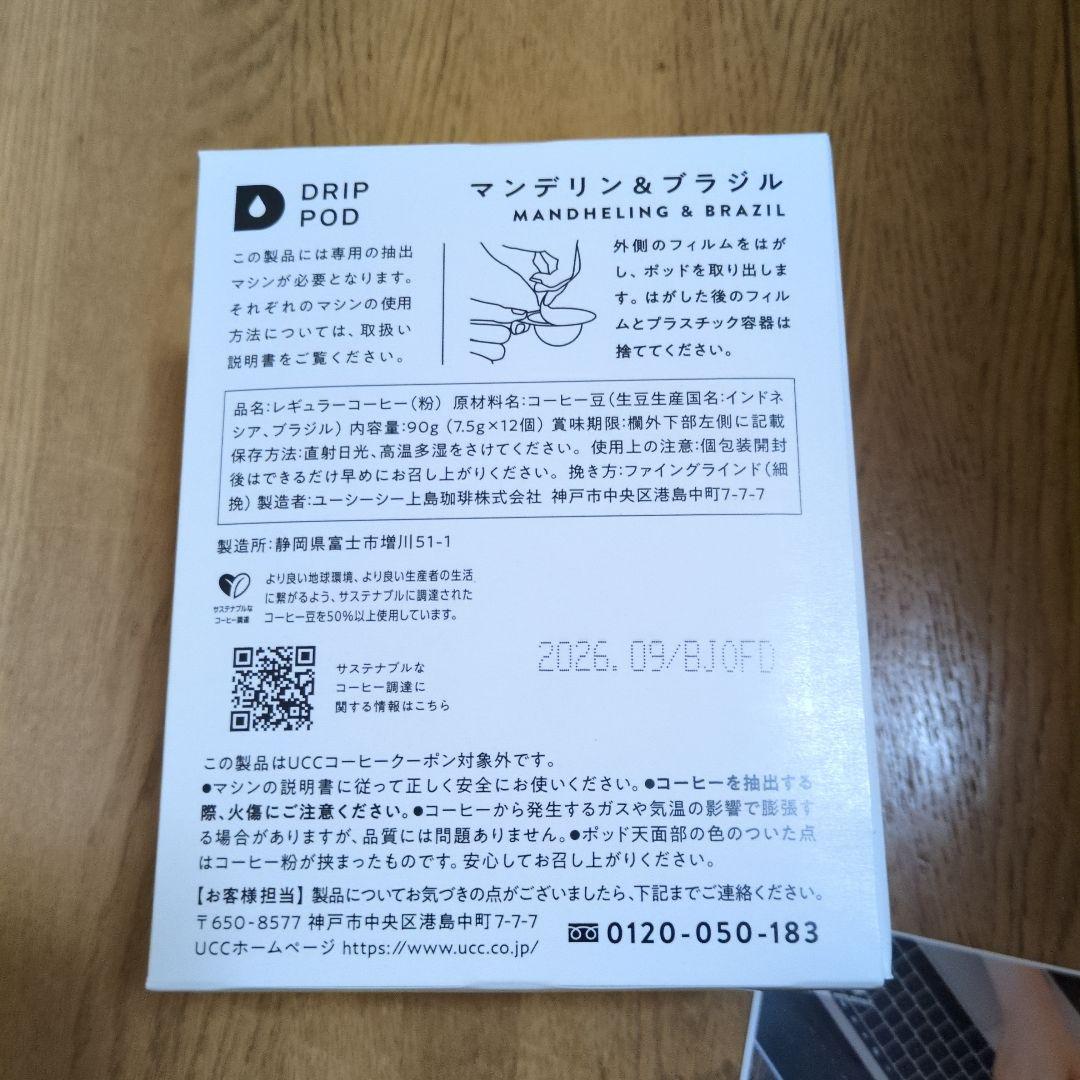 DRIP
POD
マンデリン&ブラジル
MANDHELING & BRAZIL
この製品には専用の抽出
マシンが必要となります。
それぞれのマシンの使用
方法については、取扱い
説明書をご覧ください。
外側のフィルムをはが
し、ポッドを取り出しま
す。はがした後のフィル
ムとプラスチック容器は
捨ててください。
品名:レギュラーコーヒー(粉) 原材料名:コーヒー豆(生豆生産国名:インドネ
シア、ブラジル) 内容量:90g (7.5g×12個) 賞味期限:欄外下部左側に記載
保存方法:直射日光、高温多湿をさけてください。 使用上の注意:個包装開封
後はできるだけ早めにお召し上がりください。 挽き方:ファイングラインド(細
挽) 製造者:ユーシーシー上島珈琲株式会社 神戸市中央区港島中町7-7-7
製造所:静岡県富士市増川51-1
サステナブルな
コーヒー調達
より良い地球環境、より良い生産者の生活
に繋がるよう、サステナブルに調達された
コーヒー豆を50%以上使用しています。
サステナブルな
コーヒー調達に
関する情報はこちら
2026. 09/BJ0FD
この製品はUCCコーヒークーポン対象外です。
●マシンの説明書に従って正しく安全にお使いください。●コーヒーを抽出する
際、火傷にご注意ください。●コーヒーから発生するガスや気温の影響で膨張す
る場合がありますが、品質には問題ありません。●ポッド天面部の色のついた点
はコーヒー粉が挟まったものです。安心してお召し上がりください。
【お客様担当】製品についてお気づきの点がございましたら、下記までご連絡ください。
〒650-8577 神戸市中央区港島中町7-7-7
UCCホームページ https://www.ucc.co.jp/
0120-050-183